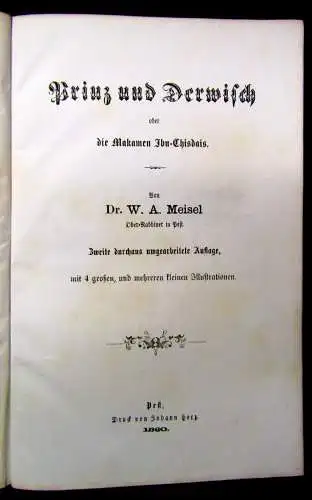 Prinz und Derwisch
oder
die Makamen Ibn-Chisdais.
Von
Dr. W. A. Meisel
Ober-Rabbiner in Pest.
Zweite durchaus umgearbeitete Auflage,
mit 4 großen, und mehreren kleinen Illustrationen.
Pest,
Druck von Johann Herz.
1860.